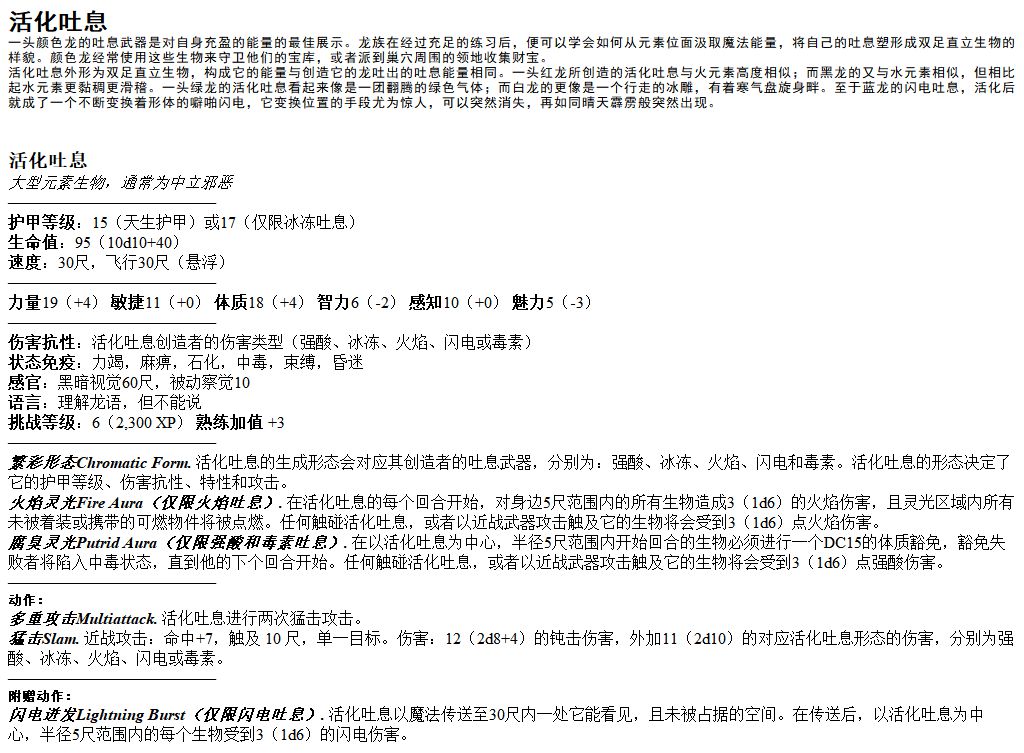 活化吐息
一头颜色龙的吐息武器是对自身充盈的能量的最佳展示。龙族在经过充足的练习后，便可以学会如何从元素位面汲取魔法能量，将自己的吐息塑形成双足直立生物的
样貌。颜色龙经常使用这些生物来守卫他们的宝库，或者派到巢穴周围的领地收集财宝。
活化吐息外形为双足直立生物，构成它的能量与创造它的龙吐出的吐息能量相同。一头红龙所创造的活化吐息与火元素高度相似；而黑龙的又与水元素相似，但相比
起水元素更黏稠更滑稽。一头绿龙的活化吐息看起来像是一团翻腾的绿色气体；而白龙的更像是一个行走的冰雕，有着寒气盘旋身畔。至于蓝龙的闪电吐息，活化后
就成了一个不断变换着形体的噼啪闪电，它变换位置的手段尤为惊人，可以突然消失，再如同晴天霹雳般突然出现。
活化吐息
大型元素生物，通常为中立邪恶
护甲等级：15（天生护甲）或17（仅限冰冻吐息）
生命值：95（10d10+40）
速度：30尺，飞行30尺（悬浮）
力量19（+4） 敏捷11（+0） 体质18（+4） 智力6（-2） 感知10（+0） 魅力5（-3）
伤害抗性：活化吐息创造者的伤害类型（强酸、冰冻、火焰、闪电或毒素）
状态免疫：力竭，麻痹，石化，中毒，束缚，昏迷
感官：黑暗视觉60尺，被动察觉10
语言：理解龙语，但不能说
挑战等级：6（2,300 XP） 熟练加值 +3
繁彩形态Chromatic Form. 活化吐息的生成形态会对应其创造者的吐息武器，分别为：强酸、冰冻、火焰、闪电和毒素。活化吐息的形态决定了
它的护甲等级、伤害抗性、特性和攻击。
火焰灵光Fire Aura（仅限火焰吐息）. 在活化吐息的每个回合开始，对身边5尺范围内的所有生物造成3（1d6）的火焰伤害，且灵光区域内所有
未被着装或携带的可燃物件将被点燃。任何触碰活化吐息，或者以近战武器攻击触及它的生物将会受到3（1d6）点火焰伤害。
腐臭灵光Putrid Aura（仅限强酸和毒素吐息）. 在以活化吐息为中心，半径5尺范围内开始回合的生物必须进行一个DC15的体质豁免，豁免失
败者将陷入中毒状态，直到他的下个回合开始。任何触碰活化吐息，或者以近战武器攻击触及它的生物将会受到3（1d6）点强酸伤害。
动作：
多重攻击Multiattack. 活化吐息进行两次猛击攻击。
猛击Slam. 近战攻击：命中+7，触及 10 尺，单一目标。伤害：12（2d8+4）的钝击伤害，外加11（2d10）的对应活化吐息形态的伤害，分别为强
酸、冰冻、火焰、闪电或毒素。
附赠动作：
闪电迸发Lightning Burst（仅限闪电吐息）. 活化吐息以魔法传送至30尺内一处它能看见，且未被占据的空间。在传送后，以活化吐息为中
心，半径5尺范围内的每个生物受到3（1d6）的闪电伤害。